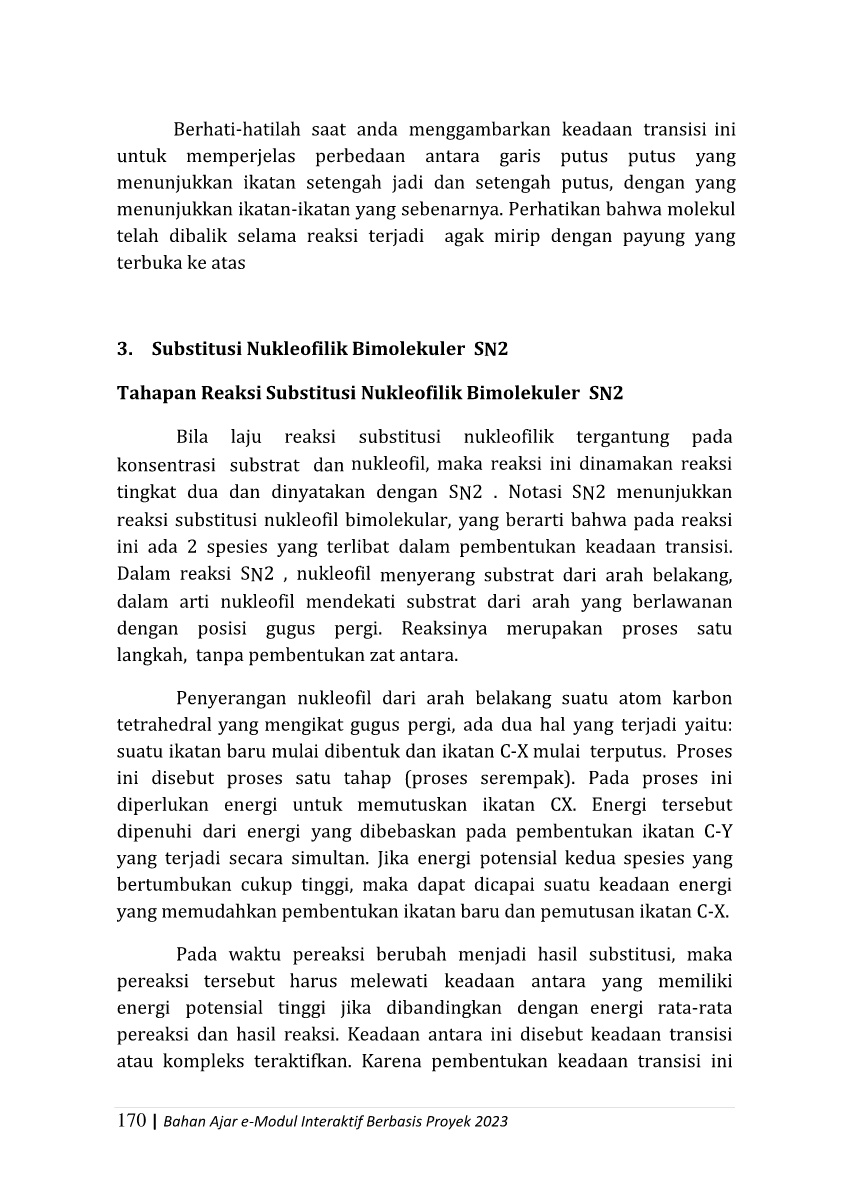 Berhati-hatilah saat anda menggambarkan keadaan transisi ini
untuk memperjelas perbedaan antara garis putus putus yang
menunjukkan ikatan setengah jadi dan setengah putus, dengan yang
menunjukkan ikatan-ikatan yang sebenarnya. Perhatikan bahwa molekul
telah dibalik selama reaksi terjadi agak mirip dengan payung yang
terbuka ke atas
3. Substitusi Nukleofilik Bimolekuler SN2
Tahapan Reaksi Substitusi Nukleofilik Bimolekuler SN2
Bila laju reaksi substitusi nukleofilik tergantung pada
konsentrasi substrat dan nukleofil, maka reaksi ini dinamakan reaksi
tingkat dua dan dinyatakan dengan SN2 . Notasi SN2 menunjukkan
reaksi substitusi nukleofil bimolekular, yang berarti bahwa pada reaksi
ini ada 2 spesies yang terlibat dalam pembentukan keadaan transisi.
Dalam reaksi SN2 , nukleofil menyerang substrat dari arah belakang,
dalam arti nukleofil mendekati substrat dari arah yang berlawanan
dengan posisi gugus pergi. Reaksinya merupakan proses satu
langkah, tanpa pembentukan zat antara.
Penyerangan nukleofil dari arah belakang suatu atom karbon
tetrahedral yang mengikat gugus pergi, ada dua hal yang terjadi yaitu:
suatu ikatan baru mulai dibentuk dan ikatan C-X mulai terputus. Proses
ini disebut proses satu tahap (proses serempak). Pada proses ini
diperlukan energi untuk memutuskan ikatan CX. Energi tersebut
dipenuhi dari energi yang dibebaskan pada pembentukan ikatan C-Y
yang terjadi secara simultan. Jika energi potensial kedua spesies yang
bertumbukan cukup tinggi, maka dapat dicapai suatu keadaan energi
yang memudahkan pembentukan ikatan baru dan pemutusan ikatan C-X.
Pada waktu pereaksi berubah menjadi hasil substitusi, maka
pereaksi tersebut harus melewati keadaan antara yang memiliki
energi potensial tinggi jika dibandingkan dengan energi rata-rata
pereaksi dan hasil reaksi. Keadaan antara ini disebut keadaan transisi
atau kompleks teraktifkan. Karena pembentukan keadaan transisi ini
170 | Bahan Ajar e-Modul Interaktif Berbasis Proyek 2023